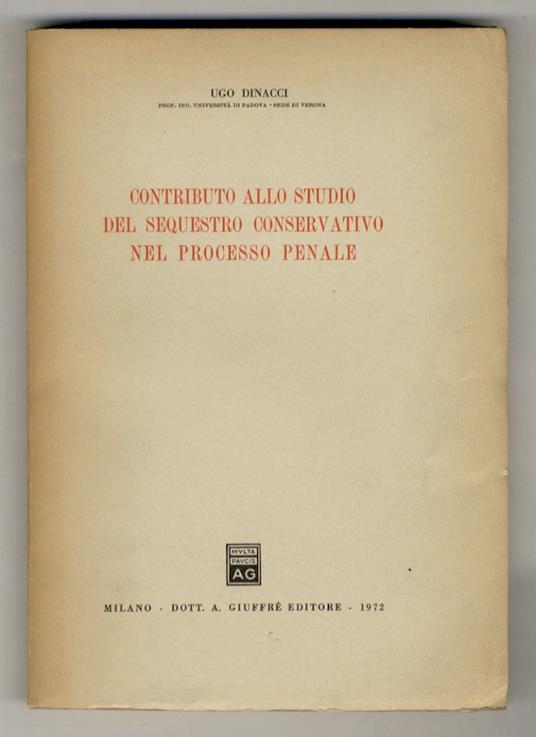 UGO DINACCI
PROF. INC. UNIVERSITÀ DI PADOVA - SEDE DI VERONA
CONTRIBUTO ALLO STUDIO
DEL SEQUESTRO CONSERVATIVO
NEL PROCESSO PENALE
MVLTA
PAVCIS
AG
MILANO - DOTT. A. GIUFFRÈ EDITORE - 1972